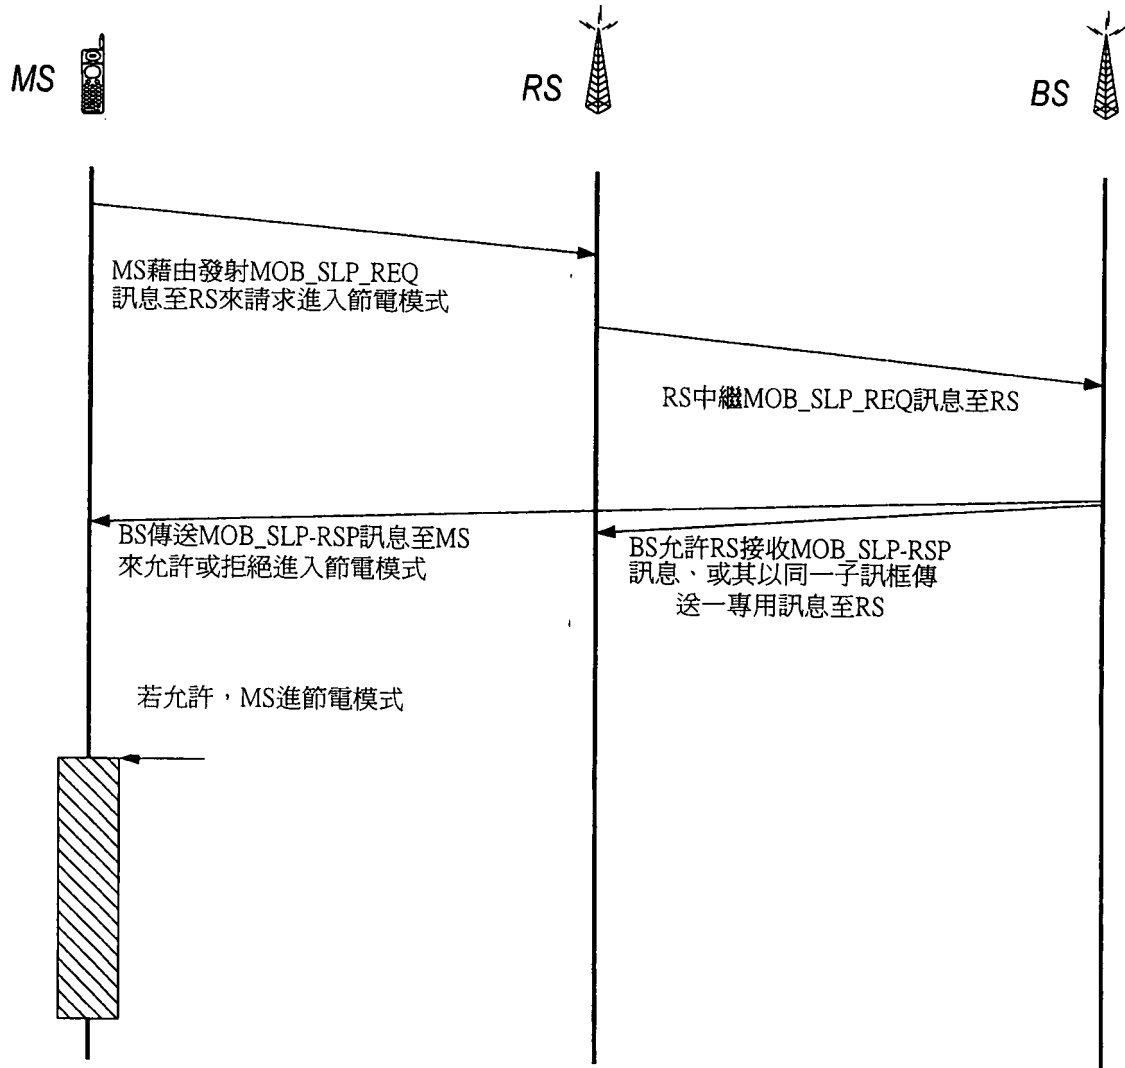 MS
RS
BS
MS藉由發射MOB_SLP_REQ
訊息至RS來請求進入節電模式
RS中繼MOB_SLP_REQ訊息至RS
BS傳送MOB_SLP-RSP訊息至MS
來允許或拒絕進入節電模式
BS允許RS接收MOB_SLP-RSP
訊息、或其以同一子訊框傳
送一專用訊息至RS
若允許，MS進節電模式